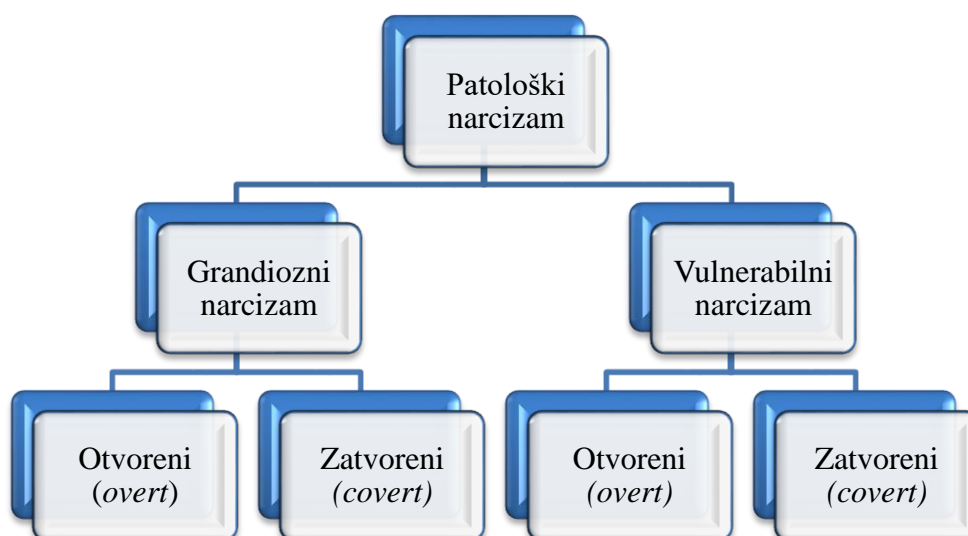 Patološki
narcizam
Grandiozni
narcizam
Vulnerabilni
narcizam
Otvoreni
(overt)
Zatvoreni
(covert)
Otvoreni
(overt)
Zatvoreni
(covert)